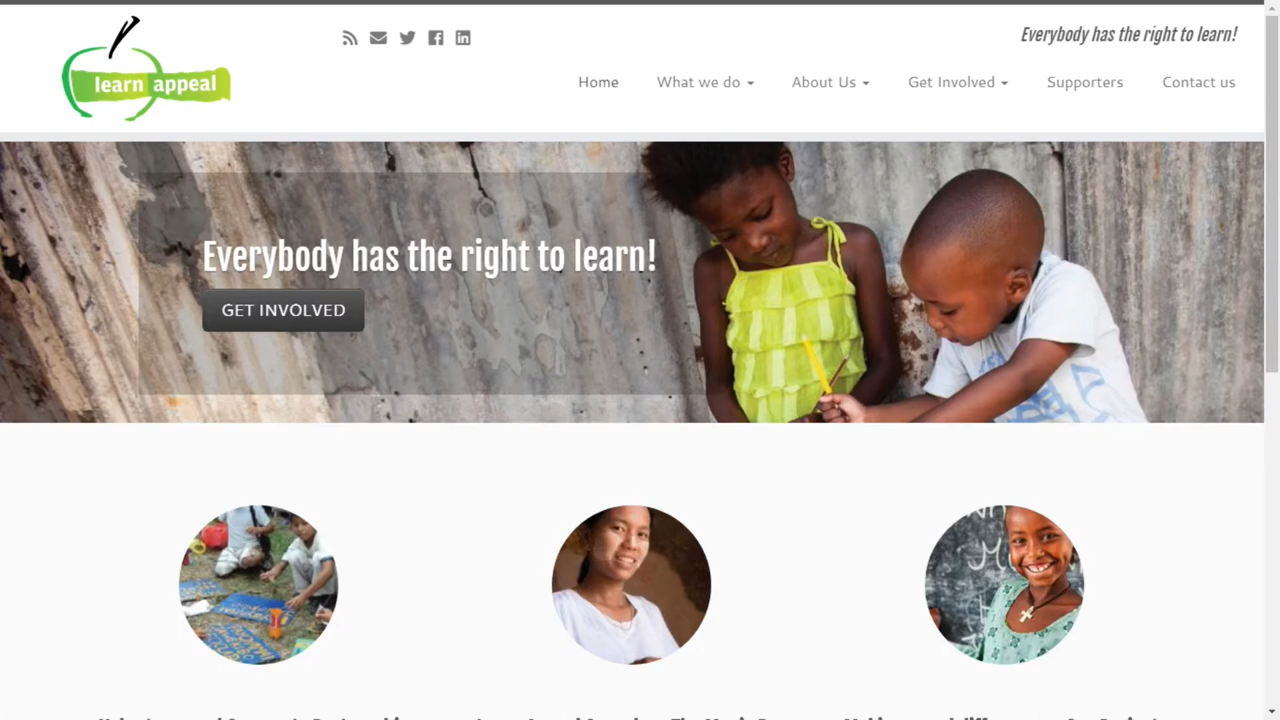 learn appeal
Everybody has the right to learn!
Home What we do About Us Get Involved Supporters Contact us
Everybody has the right to learn!
GET INVOLVED